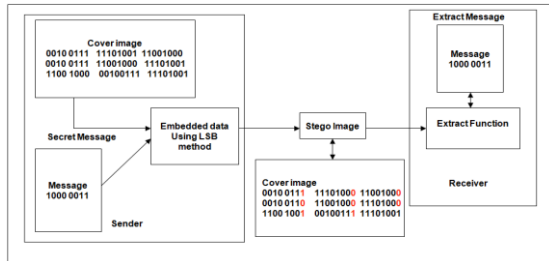 Cover image
0010 0111 11101001 11001000
0010 0111 11001000 11101001
1100 1000 00100111 11101001
Secret Message
Message
1000 0011
Sender
Embedded data
Using LSB
method
Stego Image
Cover image
0010 0111 11101000 11001000
0010 0110 11001000 11101000
1100 1001 00100111 11101001
Extract Message
Message
1000 0011
Extract Function
Receiver